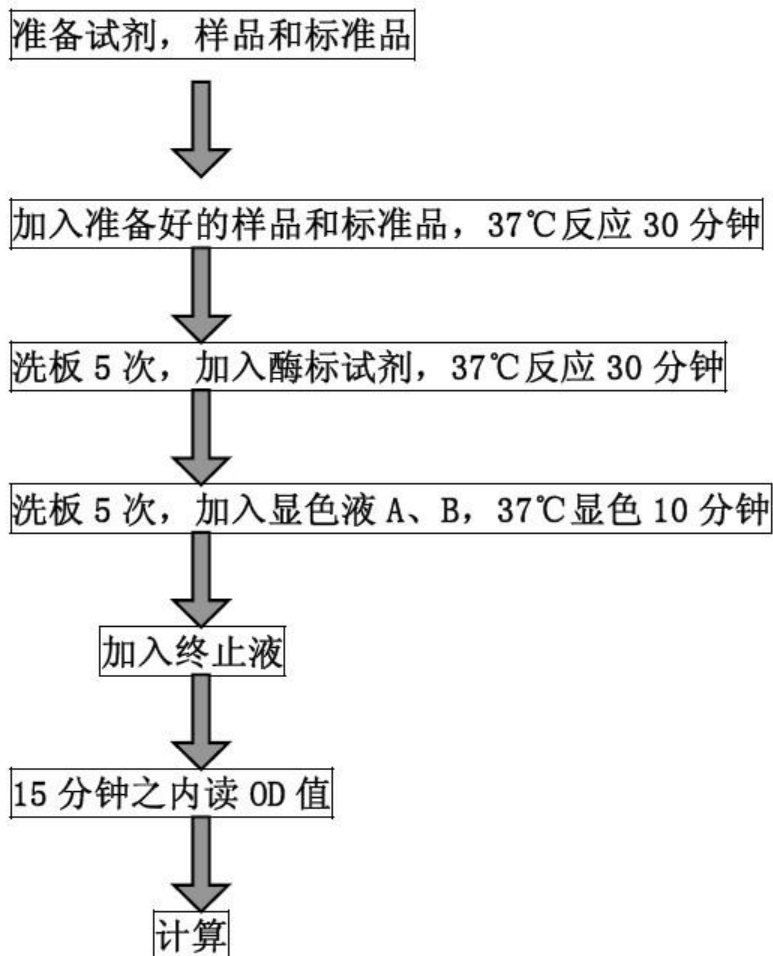 准备试剂，样品和标准品
加入准备好的样品和标准品，37℃反应 30 分钟
洗板 5 次，加入酶标试剂，37℃反应 30 分钟
洗板 5 次，加入显色液 A、B，37℃显色 10 分钟
加入终止液
15 分钟之内读 OD 值
计算